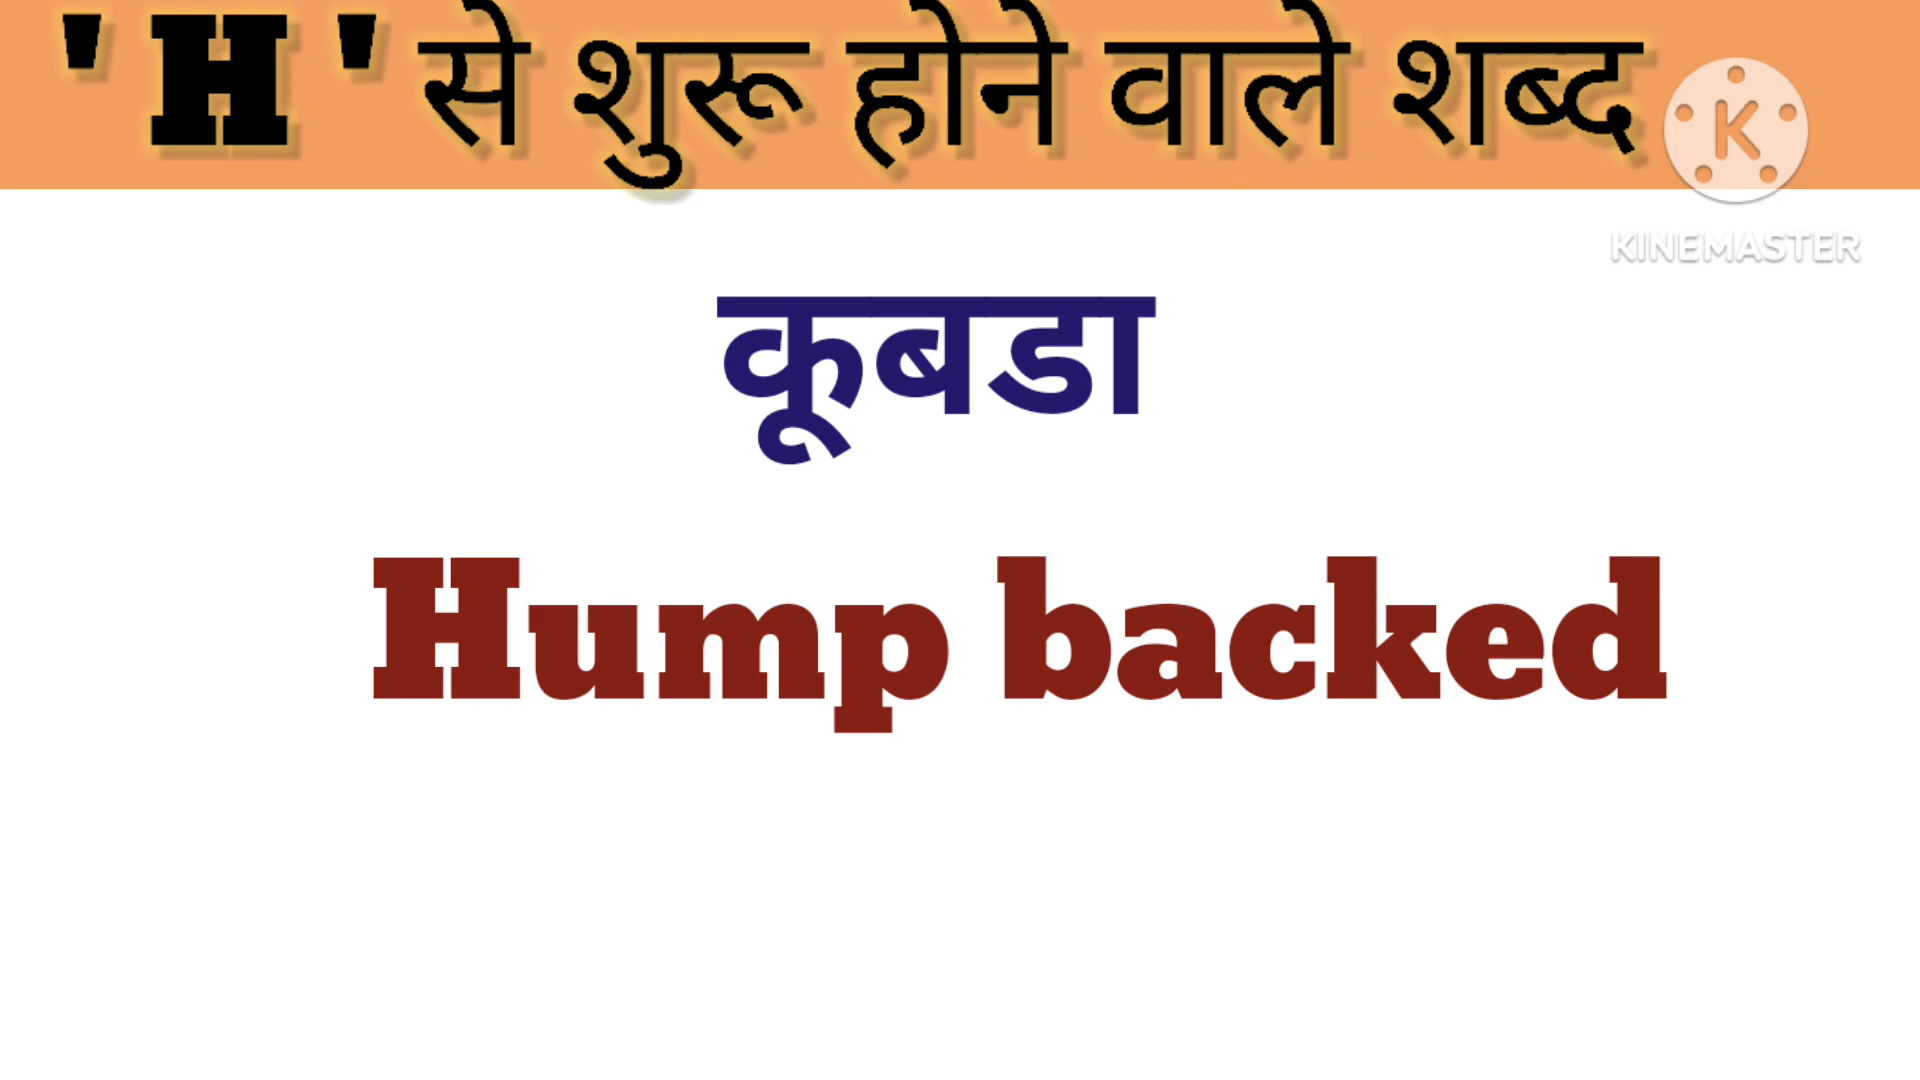 'H' से शुरू होने वाले शब्द
K
KINEMASTER
कूबडा
Hump backed